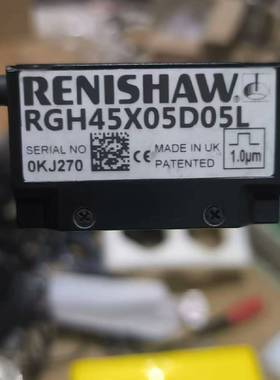 RENISHAW
RGH45X05D05L
SERIAL NO
0KJ270
CE
MADE IN UK
PATENTED
1.0µm